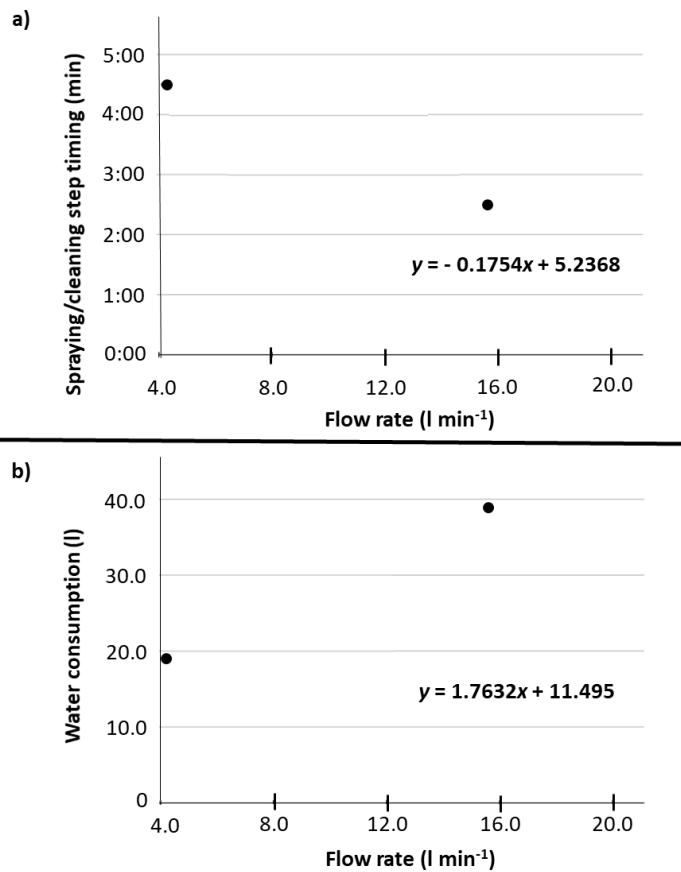 a)
Spraying/cleaning step timing (min)
5:00
4:00
3:00
2:00
1:00
0:00
y = - 0.1754x + 5.2368
4.0 8.0 12.0 16.0 20.0
Flow rate (l min⁻¹)
b)
Water consumption (l)
40.0
30.0
20.0
10.0
0
y = 1.7632x + 11.495
4.0 8.0 12.0 16.0 20.0
Flow rate (l min⁻¹)